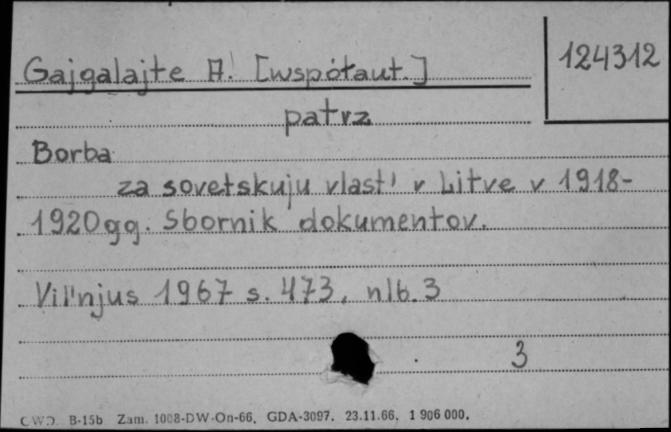 124312
Gajgalajte A. [współaut.]
patrz
Borba
za sovetskuju vlast' v Litve v 1918-
1920gg. Sbornik dokumentov.
Vil'njus 1967 s. 473, nlb. 3
3
CWD. B-15b Zam. 1008-DW-On-66. GDA-3097. 23.11.66. 1 906 000.